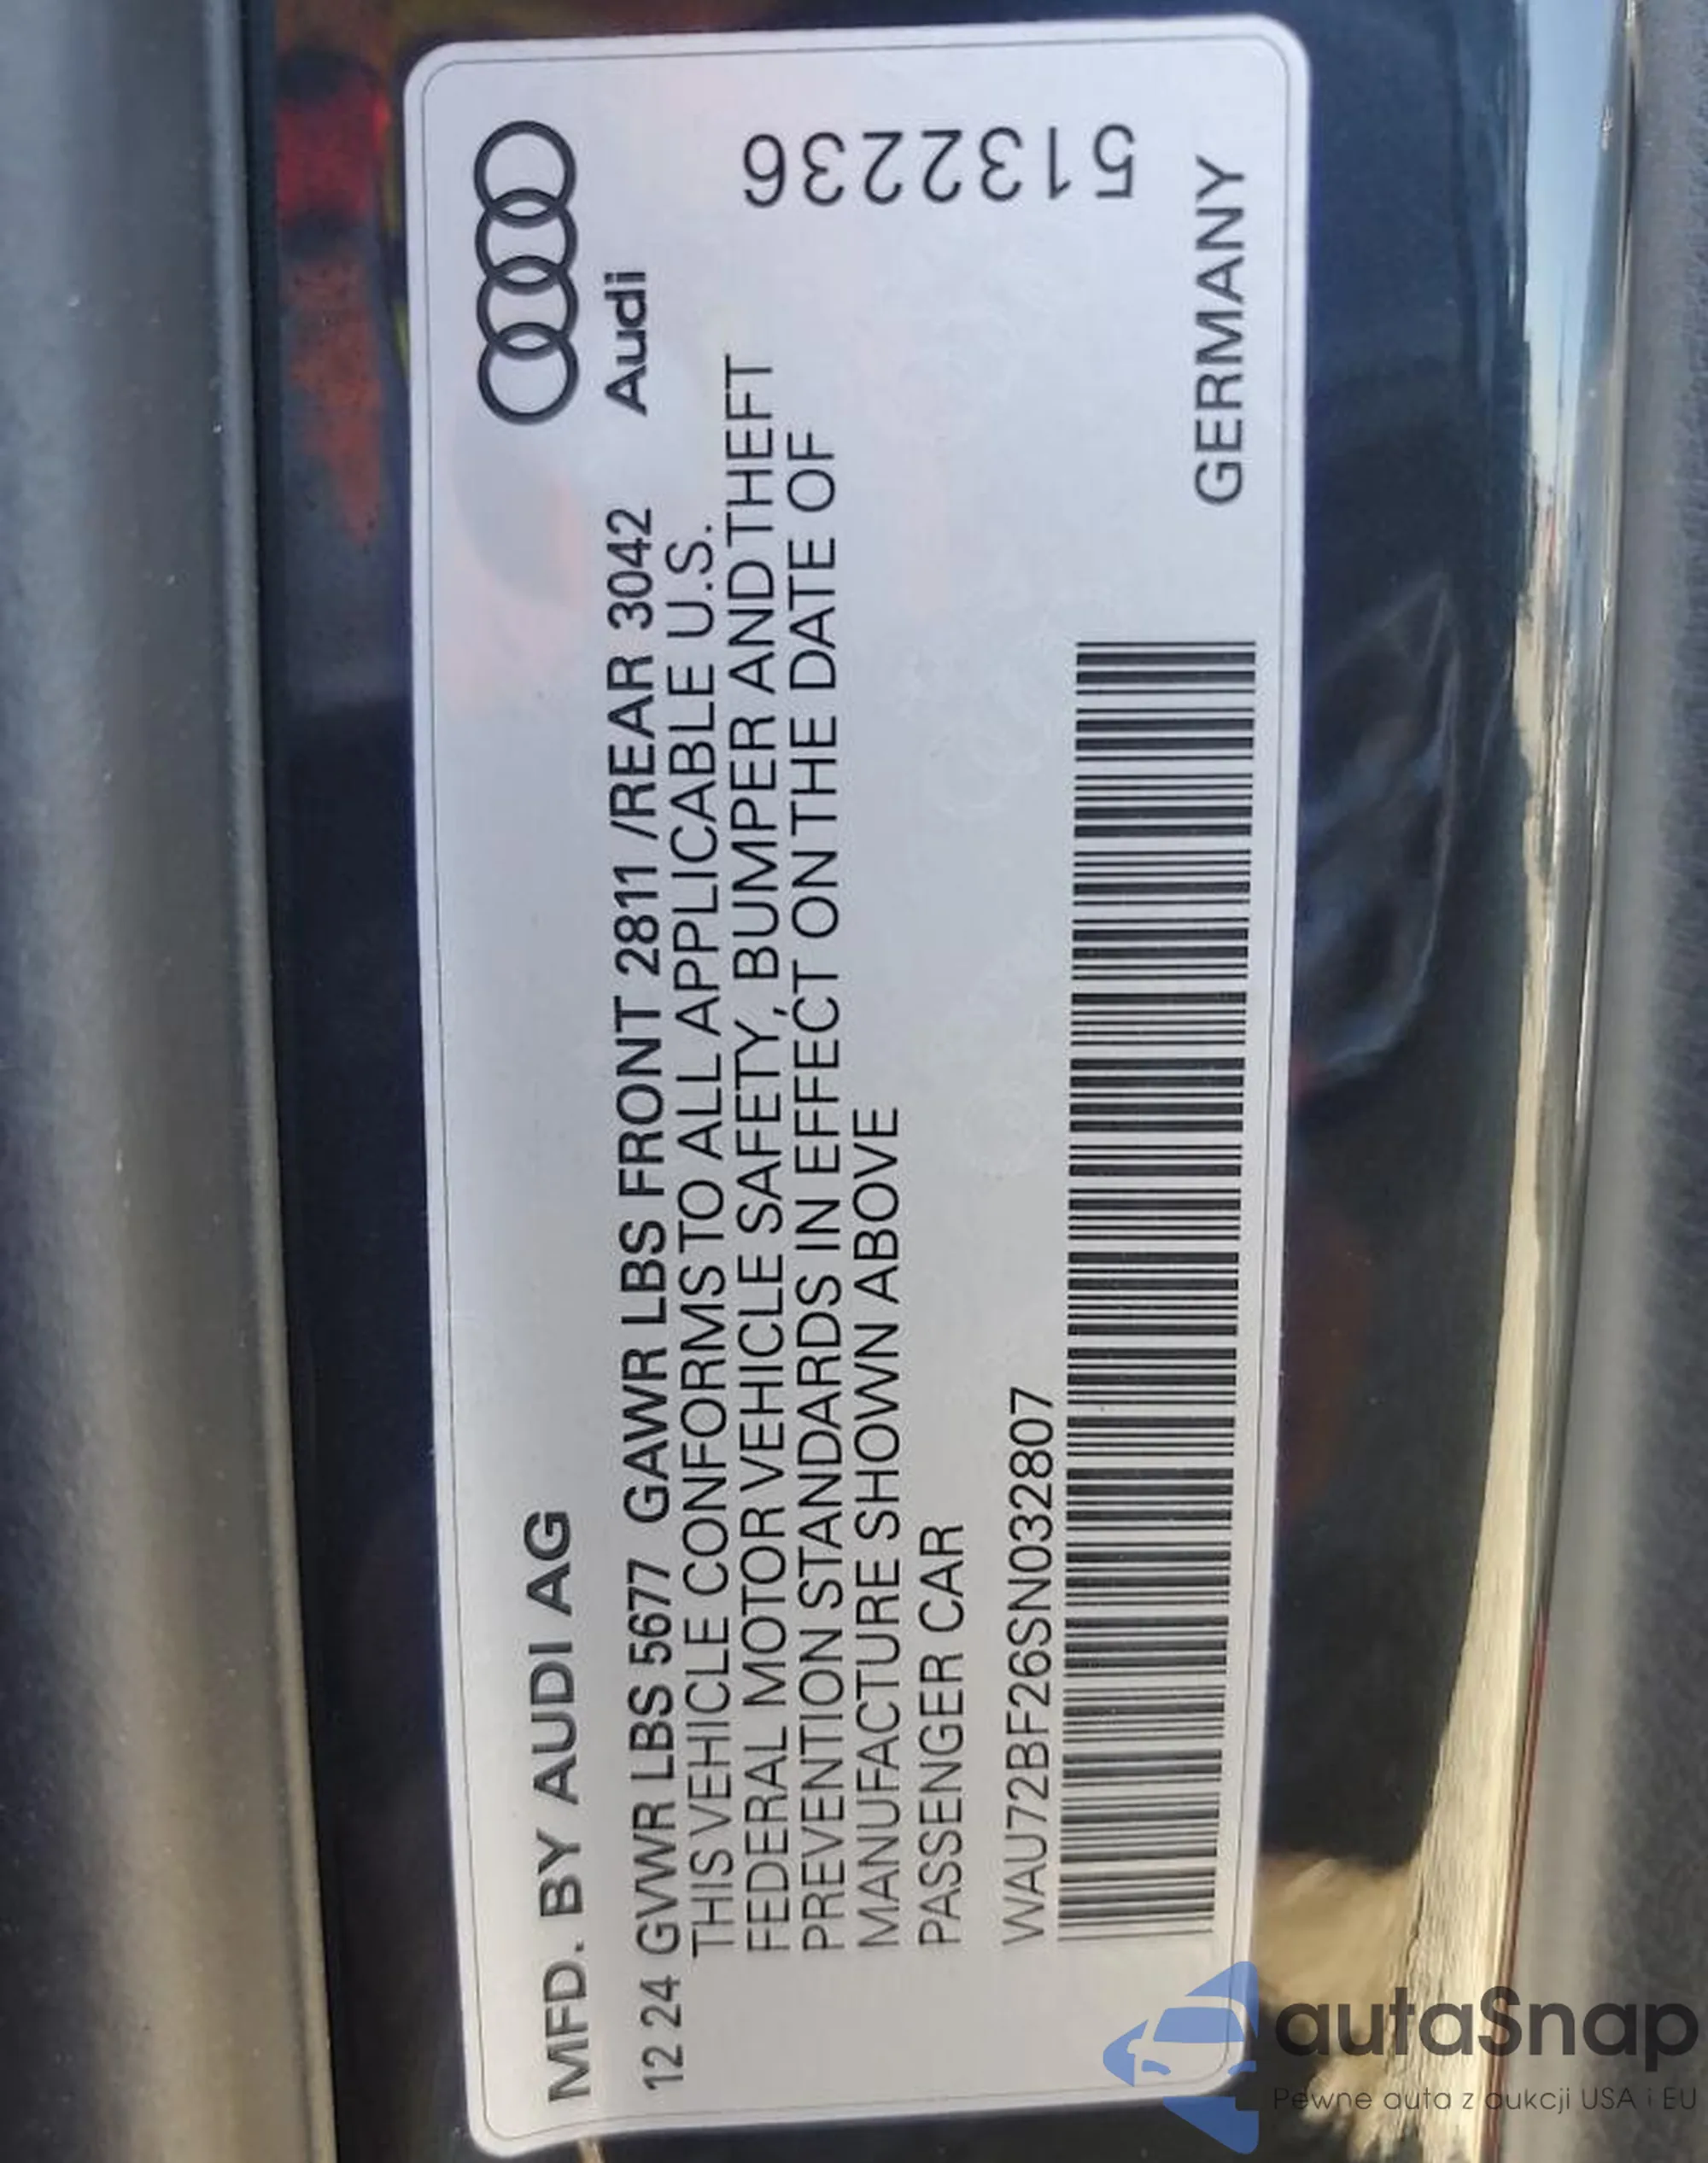 MFD. BY AUDI AG
12 24 GVWR LBS 5677 GAWR LBS FRONT 2811 /REAR 3042
Audi
THIS VEHICLE CONFORMS TO ALL APPLICABLE U.S.
FEDERAL MOTOR VEHICLE SAFETY, BUMPER AND THEFT
PREVENTION STANDARDS IN EFFECT ON THE DATE OF
MANUFACTURE SHOWN ABOVE
PASSENGER CAR
5132236
WAU72BF26SN032807
GERMANY
autaSnap
Pewne auta z aukcji USA i EU